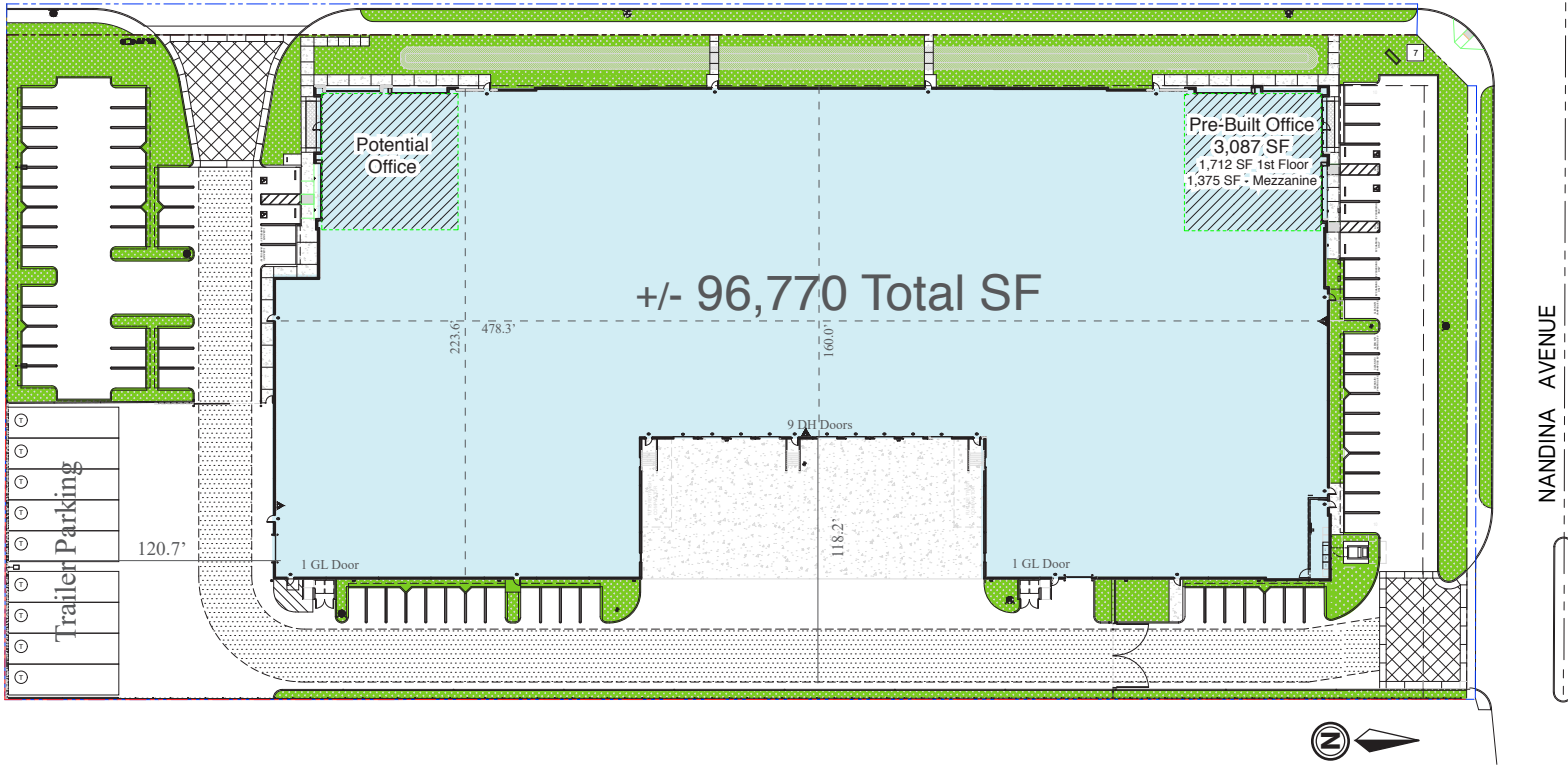 7
Potential
Office
Pre-Built Office
3,087 SF
1,712 SF 1st Floor
1,375 SF - Mezzanine
+/- 96,770 Total SF
223.6'
478.3'
160.0'
9 DH Doors
118.2'
1 GL Door
1 GL Door
120.7'
Trailer Parking
T
T
T
T
T
T
T
T
T
NANDINA AVENUE
N